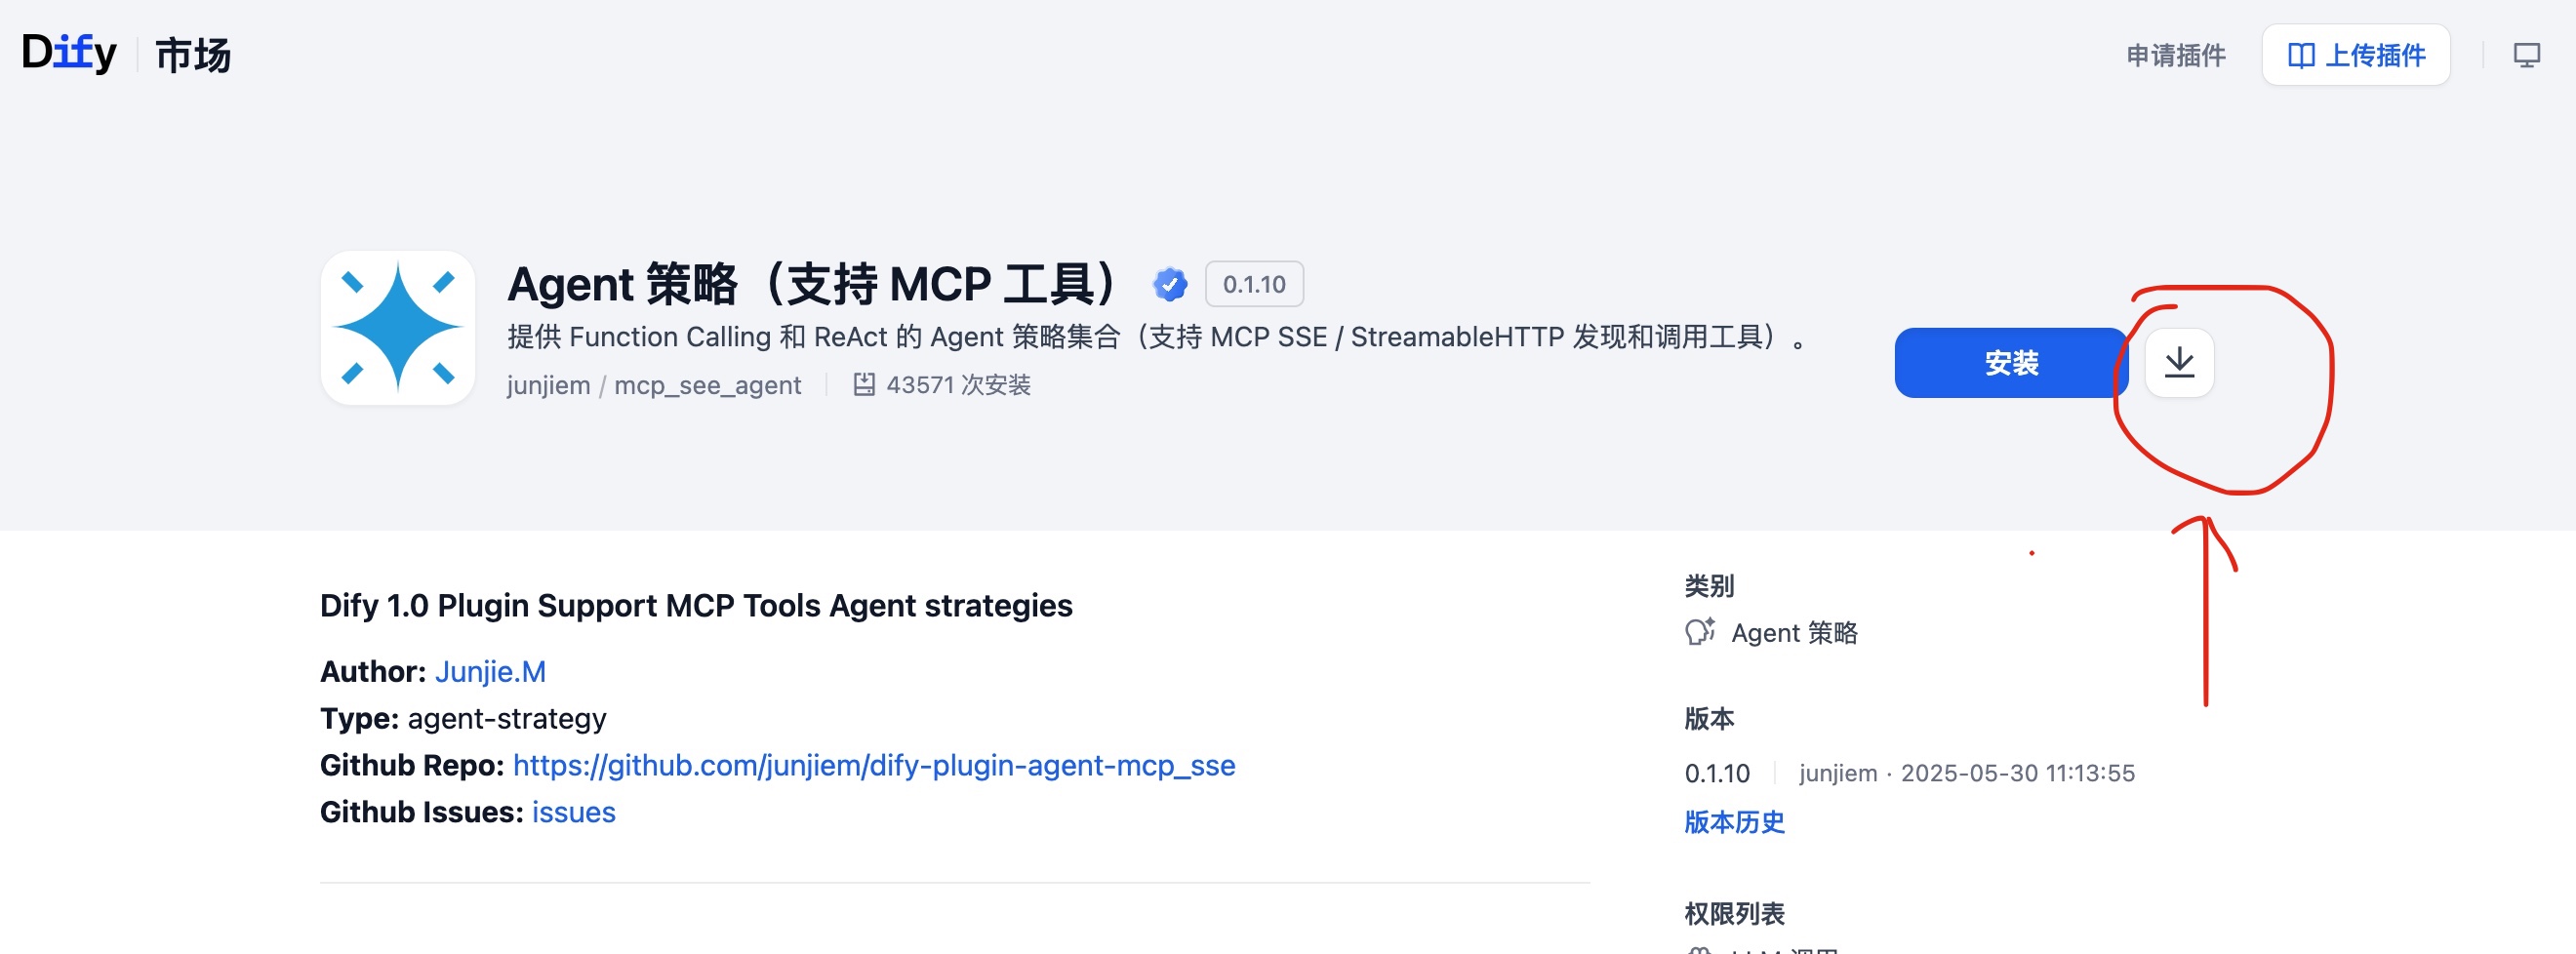 Dify 市场
申请插件
上传插件
Agent 策略（支持 MCP 工具） 0.1.10
提供 Function Calling 和 ReAct 的 Agent 策略集合（支持 MCP SSE / StreamableHTTP 发现和调用工具）。
junjiem / mcp_see_agent 43571 次安装
安装
Dify 1.0 Plugin Support MCP Tools Agent strategies
Author: Junjie.M
Type: agent-strategy
Github Repo: https://github.com/junjiem/dify-plugin-agent-mcp_sse
Github Issues: issues
类别
Agent 策略
版本
0.1.10 junjiem · 2025-05-30 11:13:55
版本历史
权限列表